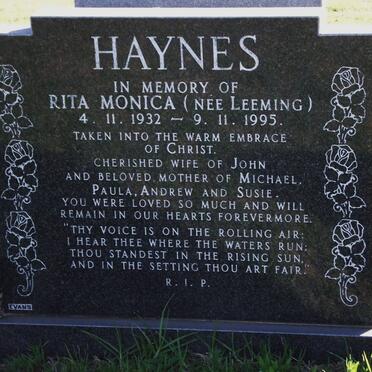 HAYNES
IN MEMORY OF
RITA MONICA (NÉE LEEMING)
4.11.1932 — 9.11.1995.
TAKEN INTO THE WARM EMBRACE
OF CHRIST.
CHERISHED WIFE OF JOHN
AND BELOVED MOTHER OF MICHAEL,
PAULA, ANDREW AND SUSIE.
YOU WERE LOVED SO MUCH AND WILL
REMAIN IN OUR HEARTS FOREVERMORE.
"THY VOICE IS ON THE ROLLING AIR;
I HEAR THEE WHERE THE WATERS RUN;
THOU STANDEST IN THE RISING SUN,
AND IN THE SETTING THOU ART FAIR."
R.I.P.
EVANS